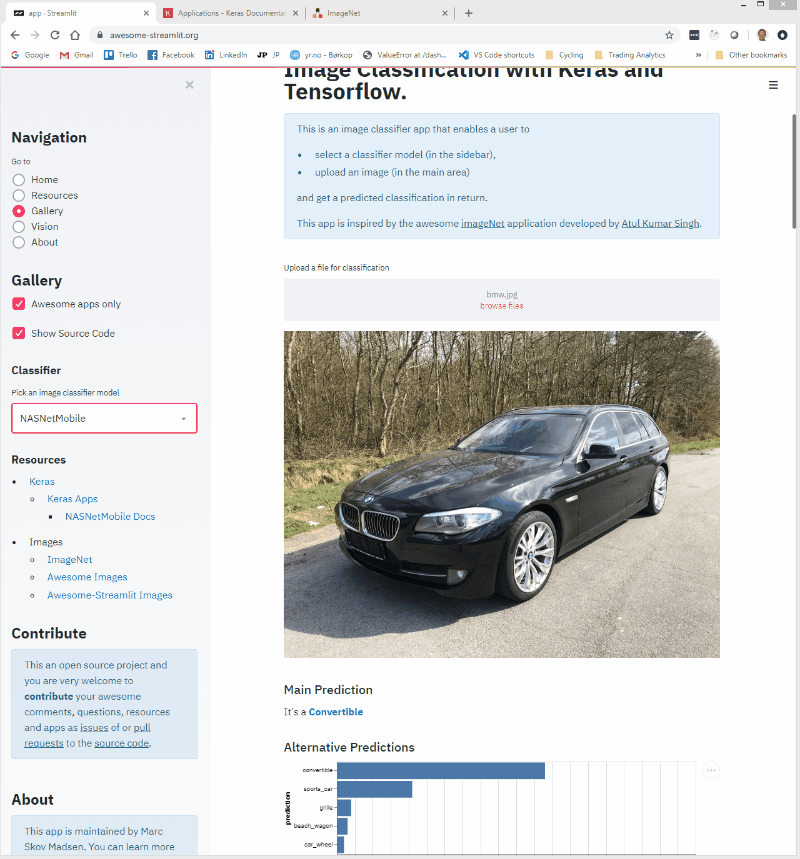 app · Streamlit
Applications - Keras Documenta
ImageNet
awesome-streamlit.org
Google
Gmail
Trello
Facebook
LinkedIn
JP JP
yr.no - Børkop
ValueError at /dash...
VS Code shortcuts
Cycling
Trading Analytics
»
Other bookmarks
Navigation
Go to
Home
Resources
Gallery
Vision
About
Gallery
Awesome apps only
Show Source Code
Classifier
Pick an image classifier model
NASNetMobile
Resources
Keras
Keras Apps
NASNetMobile Docs
Images
ImageNet
Awesome Images
Awesome-Streamlit Images
Contribute
This an open source project and
you are very welcome to
contribute your awesome
comments, questions, resources
and apps as issues of or pull
requests to the source code.
About
This app is maintained by Marc
Skov Madsen. You can learn more
Image Classification with Keras and
Tensorflow.
This is an image classifier app that enables a user to
• select a classifier model (in the sidebar),
• upload an image (in the main area)
and get a predicted classification in return.
This app is inspired by the awesome imageNet application developed by Atul Kumar Singh.
Upload a file for classification
bmw.jpg
browse files
Main Prediction
It's a Convertible
Alternative Predictions
prediction
convertible
sports_car
grille
beach_wagon
car_wheel